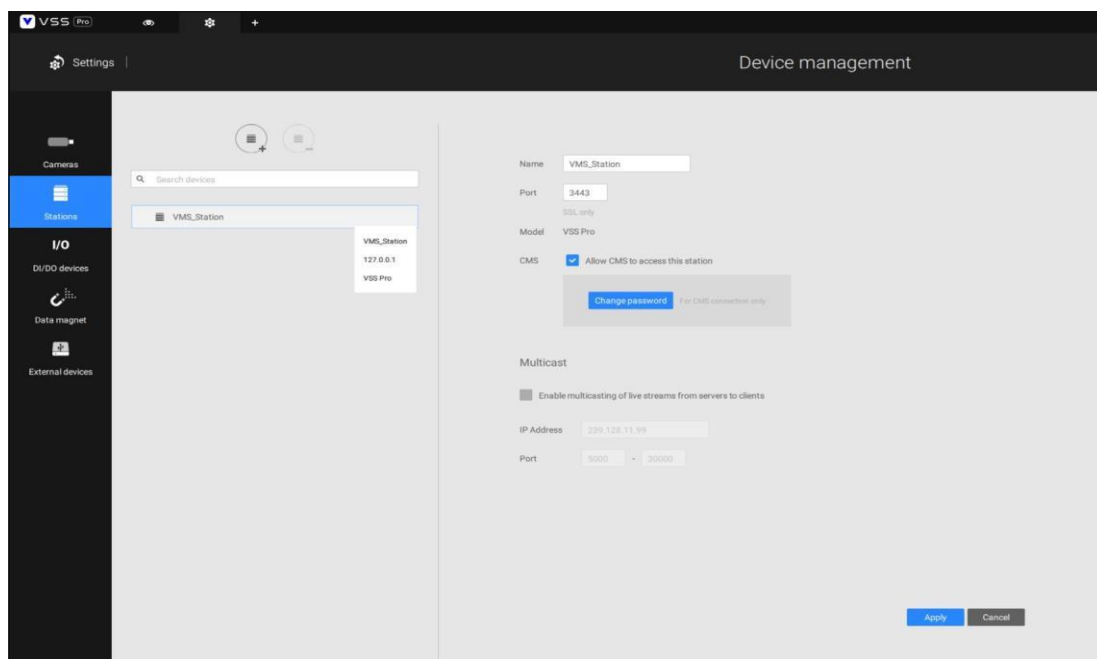 VSS Pro
Settings
Device management
Cameras
Stations
I/O
DI/DO devices
Data magnet
External devices
Search devices
VMS_Station
VMS_Station
127.0.0.1
VSS Pro
Name VMS_Station
Port 3443
SSL only
Model VSS Pro
CMS Allow CMS to access this station
Change password For CMS connection only
Multicast
Enable multicasting of live streams from servers to clients
IP Address 239.128.11.99
Port 5000 - 30000
Apply Cancel